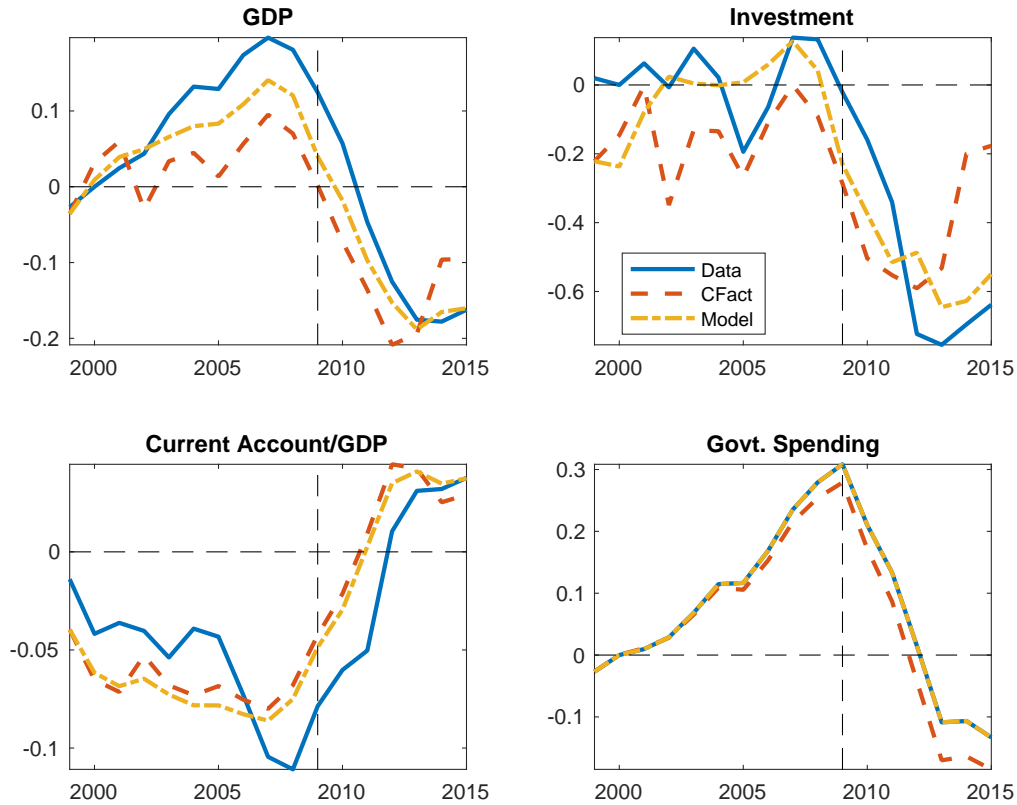 GDP
0.1
0
-0.1
-0.2
2000 2005 2010 2015
Investment
0
-0.2
-0.4
-0.6
Data
CFact
Model
2000 2005 2010 2015
Current Account/GDP
0
-0.05
-0.1
2000 2005 2010 2015
Govt. Spending
0.3
0.2
0.1
0
-0.1
2000 2005 2010 2015